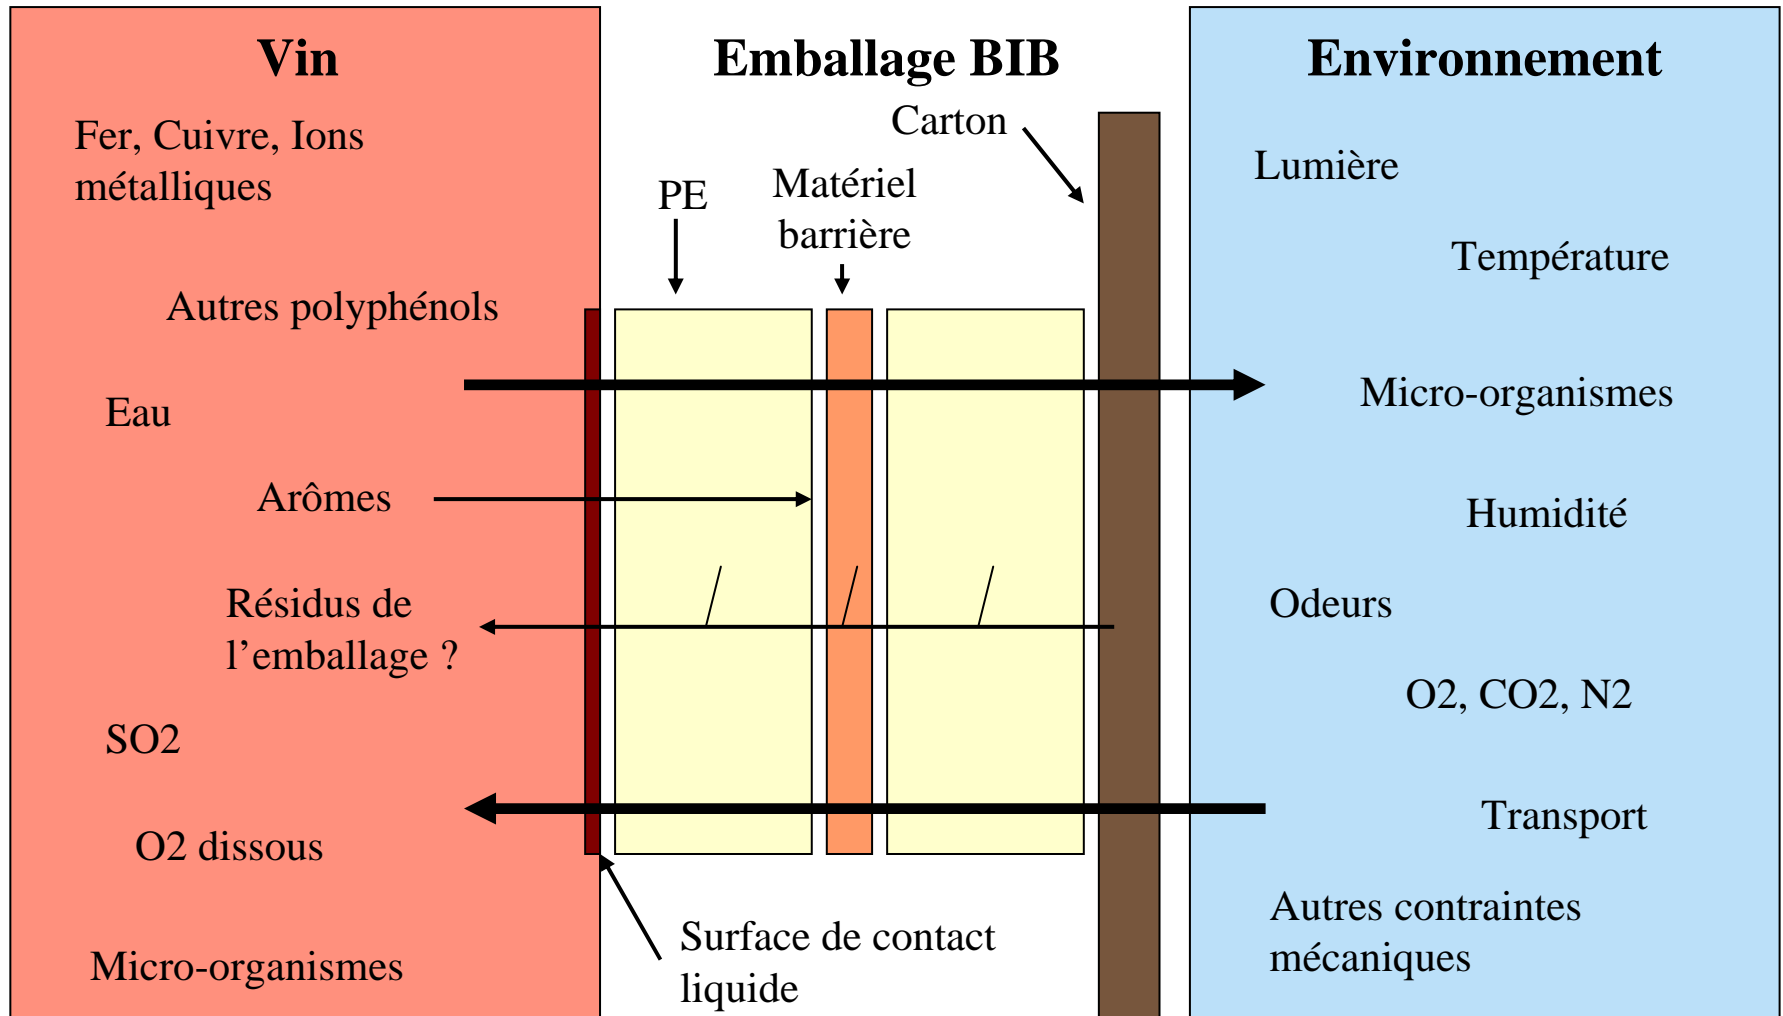 Vin
Fer, Cuivre, Ions
métalliques
Autres polyphénols
Eau
Arômes
Résidus de
l’emballage ?
SO2
O2 dissous
Micro-organismes
Emballage BIB
Carton
PE
Matériel
barrière
Surface de contact
liquide
Environnement
Lumière
Température
Micro-organismes
Humidité
Odeurs
O2, CO2, N2
Transport
Autres contraintes
mécaniques